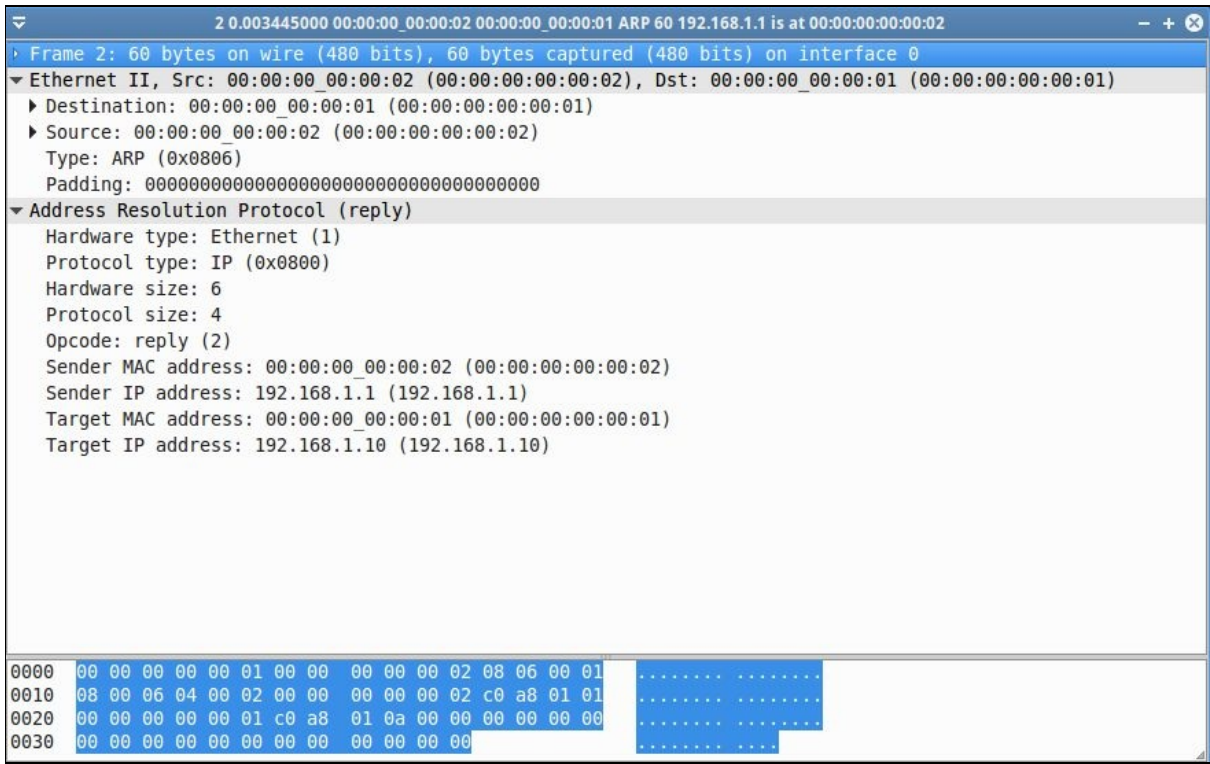 2 0.003445000 00:00:00_00:00:02 00:00:00_00:00:01 ARP 60 192.168.1.1 is at 00:00:00:00:00:02
Frame 2: 60 bytes on wire (480 bits), 60 bytes captured (480 bits) on interface 0
Ethernet II, Src: 00:00:00_00:00:02 (00:00:00:00:00:02), Dst: 00:00:00_00:00:01 (00:00:00:00:00:01)
Destination: 00:00:00_00:00:01 (00:00:00:00:00:01)
Source: 00:00:00_00:00:02 (00:00:00:00:00:02)
Type: ARP (0x0806)
Padding: 000000000000000000000000000000000000
Address Resolution Protocol (reply)
Hardware type: Ethernet (1)
Protocol type: IP (0x0800)
Hardware size: 6
Protocol size: 4
Opcode: reply (2)
Sender MAC address: 00:00:00_00:00:02 (00:00:00:00:00:02)
Sender IP address: 192.168.1.1 (192.168.1.1)
Target MAC address: 00:00:00_00:00:01 (00:00:00:00:00:01)
Target IP address: 192.168.1.10 (192.168.1.10)
0000 00 00 00 00 00 01 00 00 00 00 00 02 08 06 00 01 ........ ........
0010 08 00 06 04 00 02 00 00 00 00 00 02 c0 a8 01 01 ........ ........
0020 00 00 00 00 00 01 c0 a8 01 0a 00 00 00 00 00 00 ........ ........
0030 00 00 00 00 00 00 00 00 00 00 00 00 ........ ....